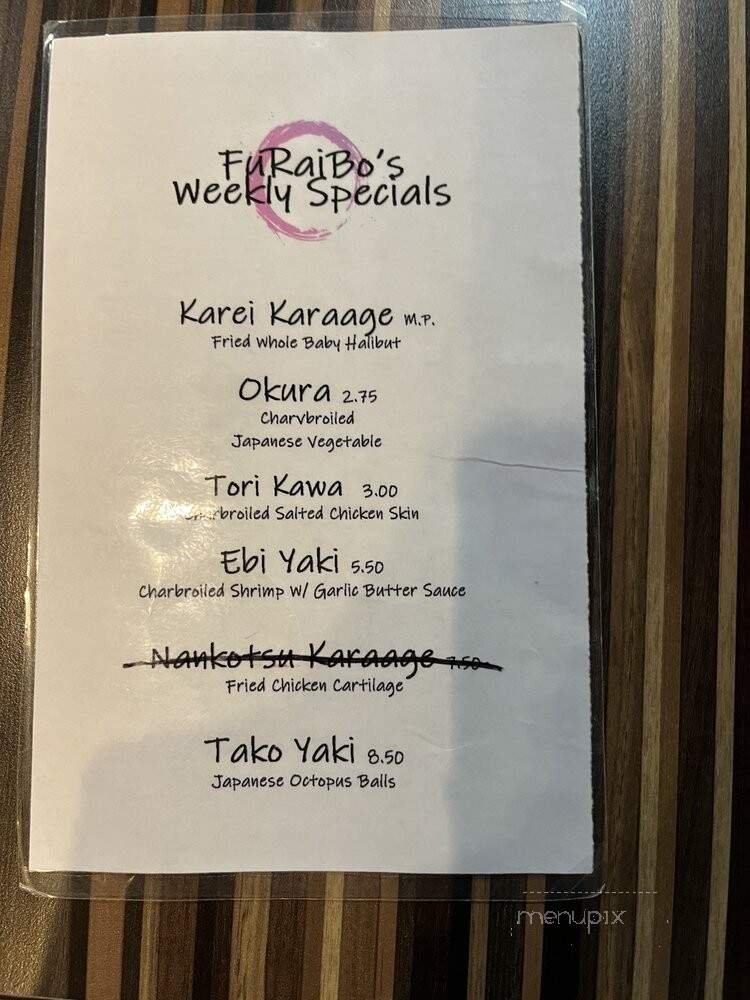 FuRaiBo's
Weekly Specials
Karei Karaage M.P.
Fried Whole Baby Halibut
Okura 2.75
Charvbroiled
Japanese Vegetable
Tori Kawa 3.00
Charbroiled Salted Chicken Skin
Ebi Yaki 5.50
Charbroiled Shrimp W/ Garlic Butter Sauce
Nankotsu Karaage 7.50
Fried Chicken Cartilage
Tako Yaki 8.50
Japanese Octopus Balls
menupix